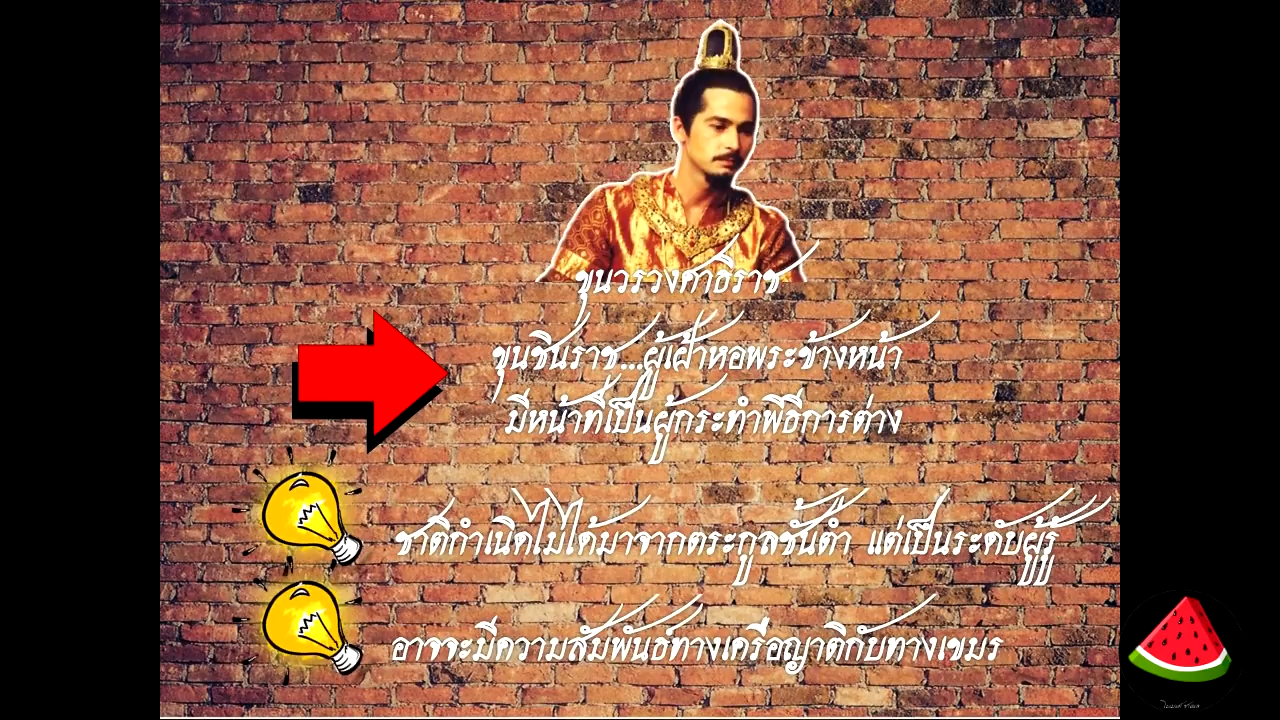 ขุนวรวงศาธิราช
ขุนชินราช...ผู้เฝ้าหอพระข้างหน้า
มีหน้าที่เป็นผู้กระทำพิธีการต่าง
ชาติกำเนิดไม่ได้มาจากตระกูลชั้นต่ำ แต่เป็นระดับผู้รู้
อาจจะมีความสัมพันธ์ทางเครือญาติกับทางเขมร